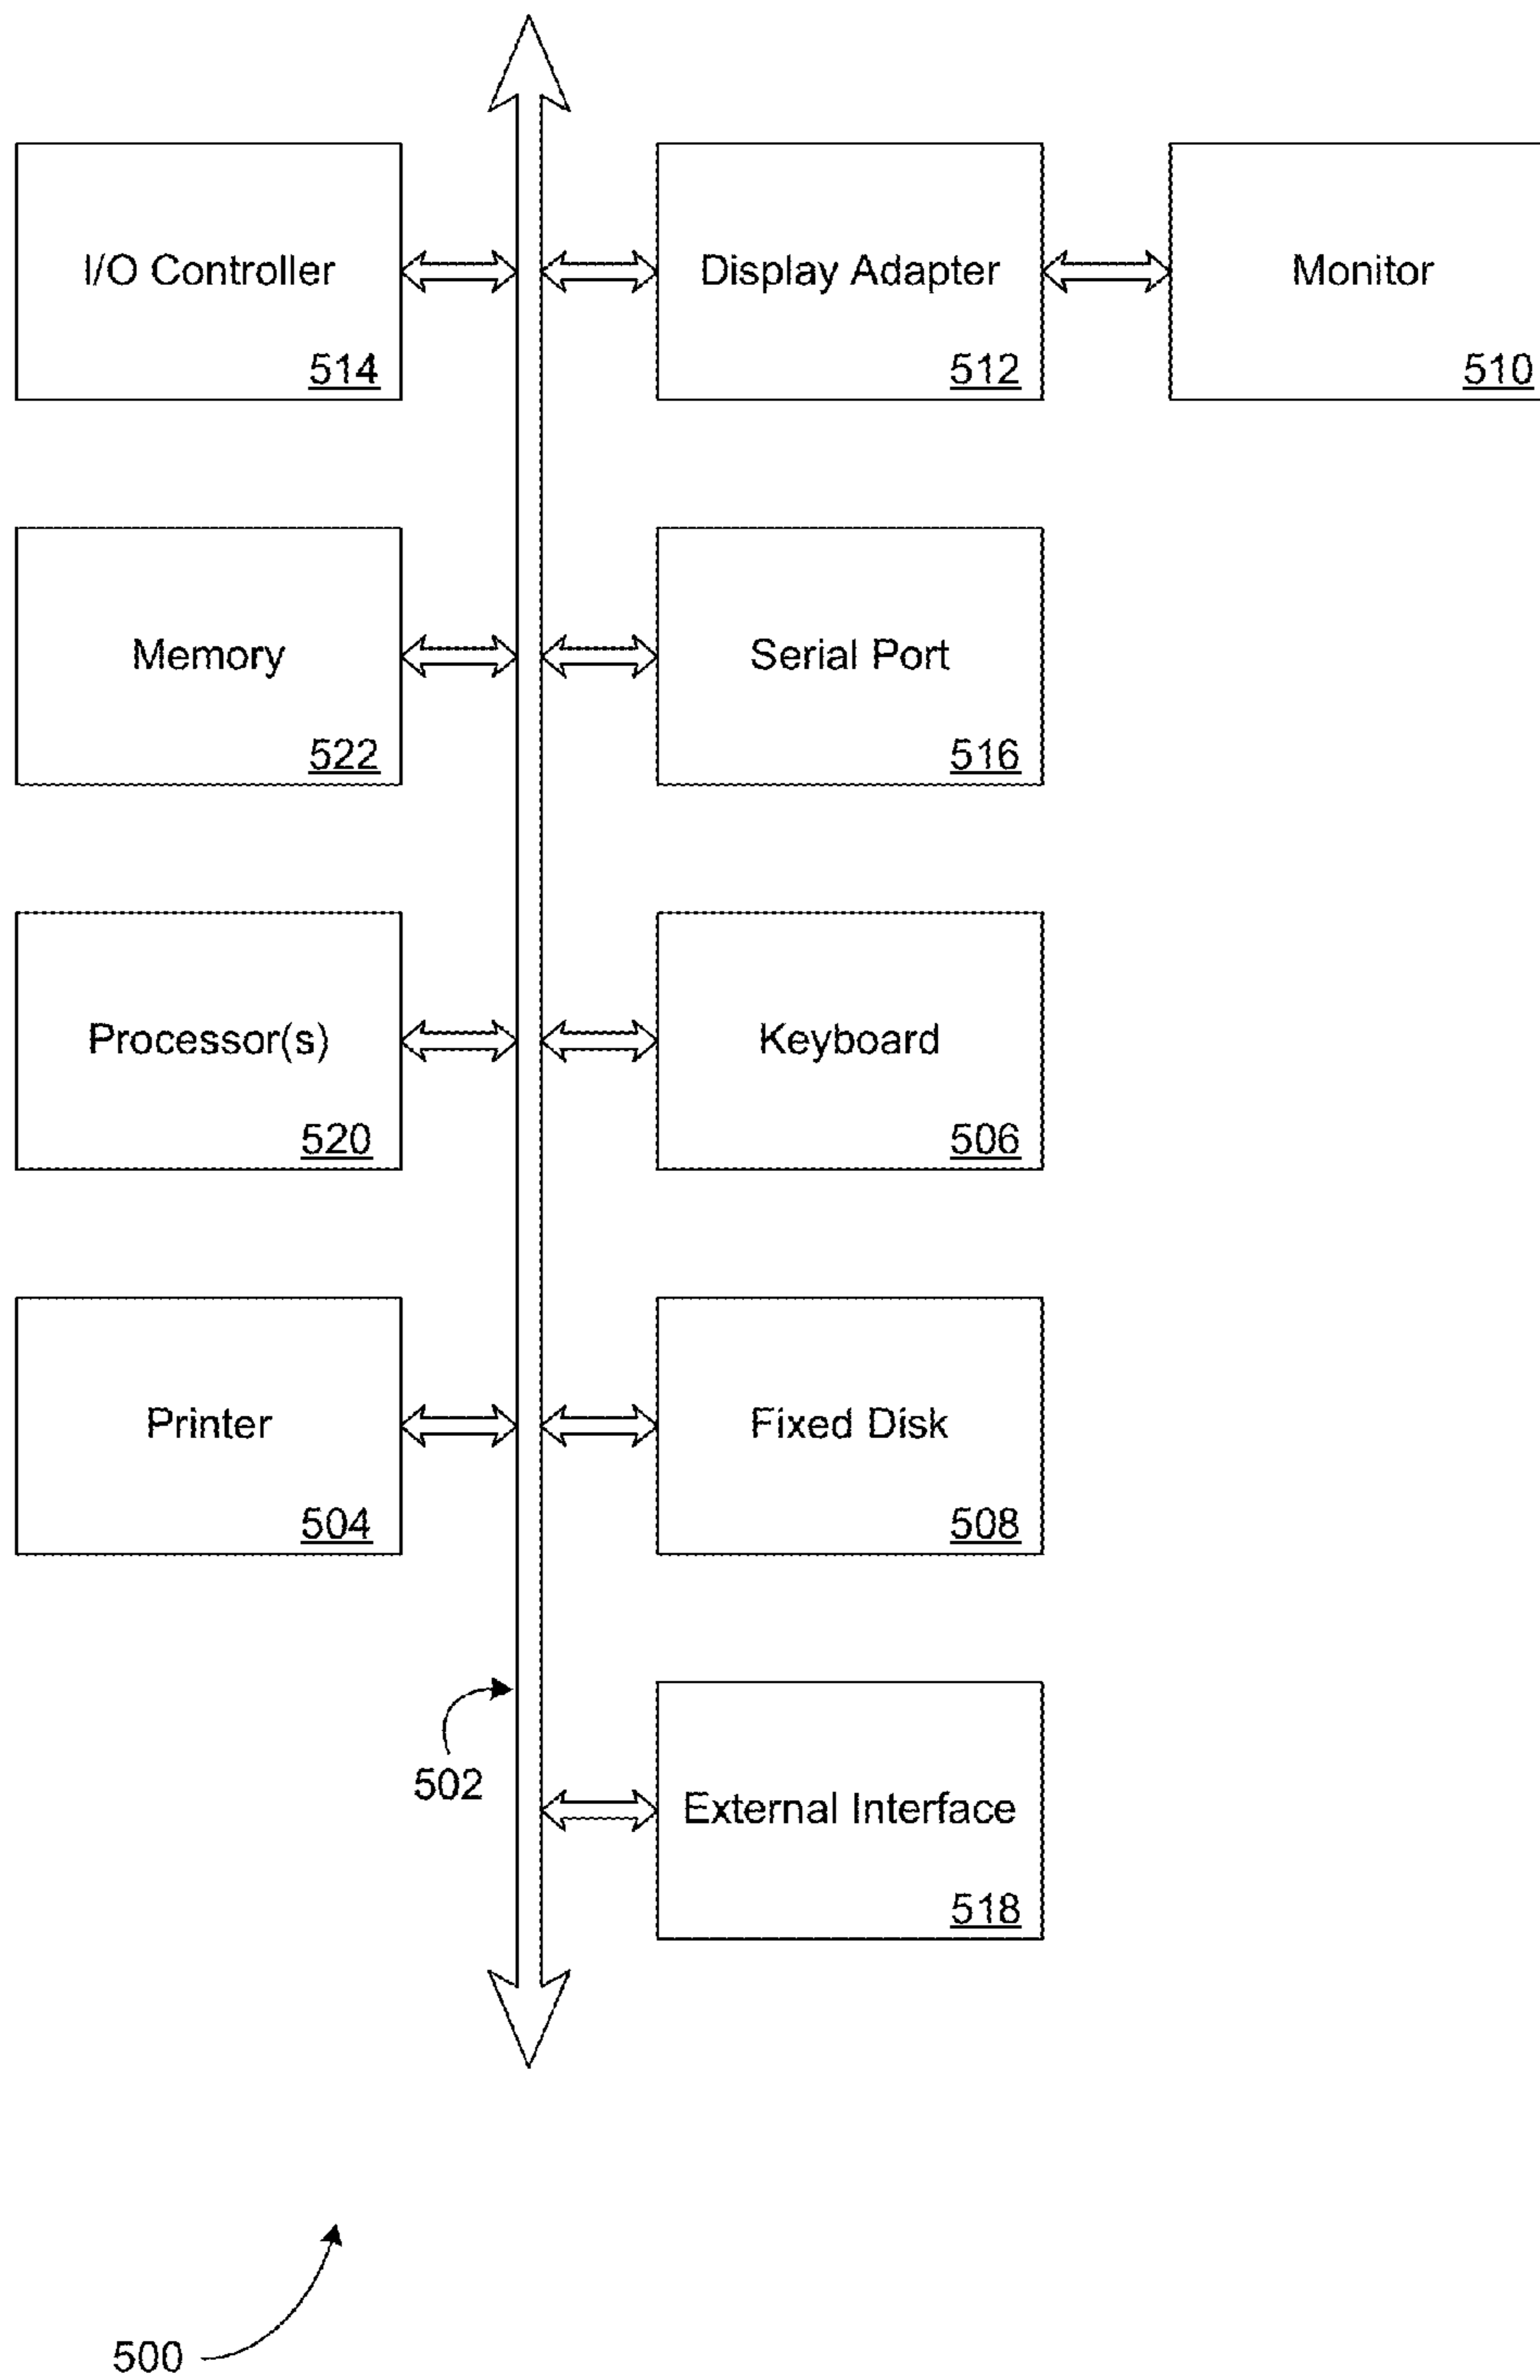 I/O Controller
514
Display Adapter
512
Monitor
510
Memory
522
Serial Port
516
Processor(s)
520
Keyboard
506
Printer
504
Fixed Disk
508
502
External Interface
518
500